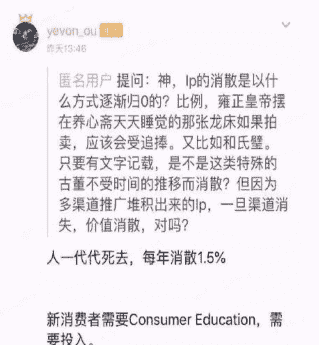 yevon_ou
昨天13:46
匿名用户 提问：神，Ip的消散是以什
么方式逐渐归0的？比例，雍正皇帝摆
在养心斋天天睡觉的那张龙床如果拍
卖，应该会受追捧。又比如和氏璧。
只要有文字记载，是不是这类特殊的
古董不受时间的推移而消散？但因为
多渠道推广堆积出来的Ip，一旦渠道消
失，价值消散，对吗？
人一代代死去，每年消散1.5%
新消费者需要Consumer Education，需
要投入。